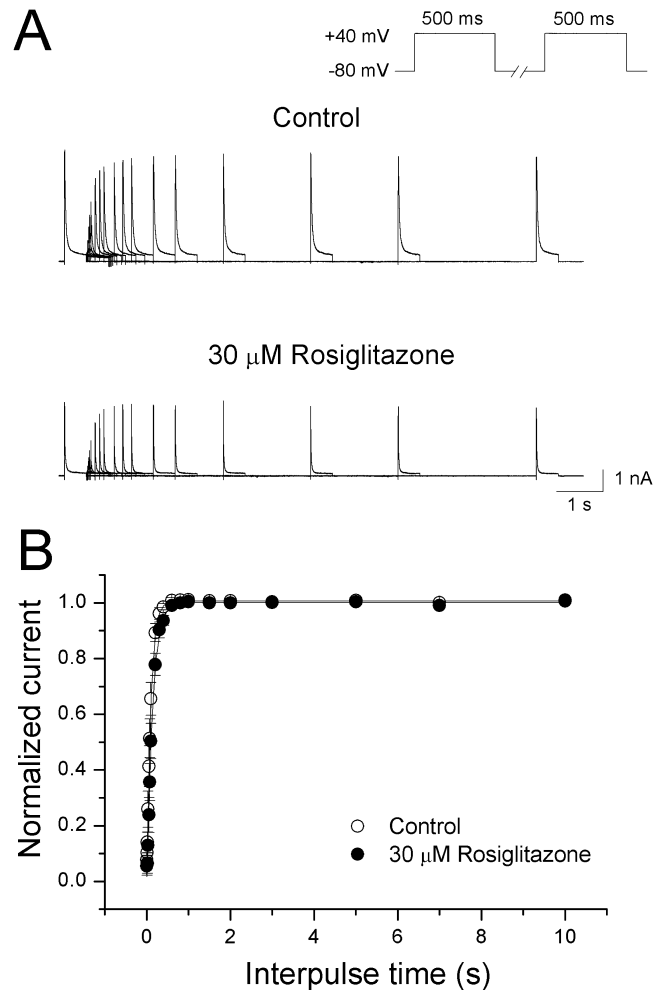 A
500 ms 500 ms
+40 mV
-80 mV
Control
30 μM Rosiglitazone
1 nA
1 s
B
Normalized current
1.0
0.8
0.6
0.4
0.2
0.0
Control
30 μM Rosiglitazone
0 2 4 6 8 10
Interpulse time (s)